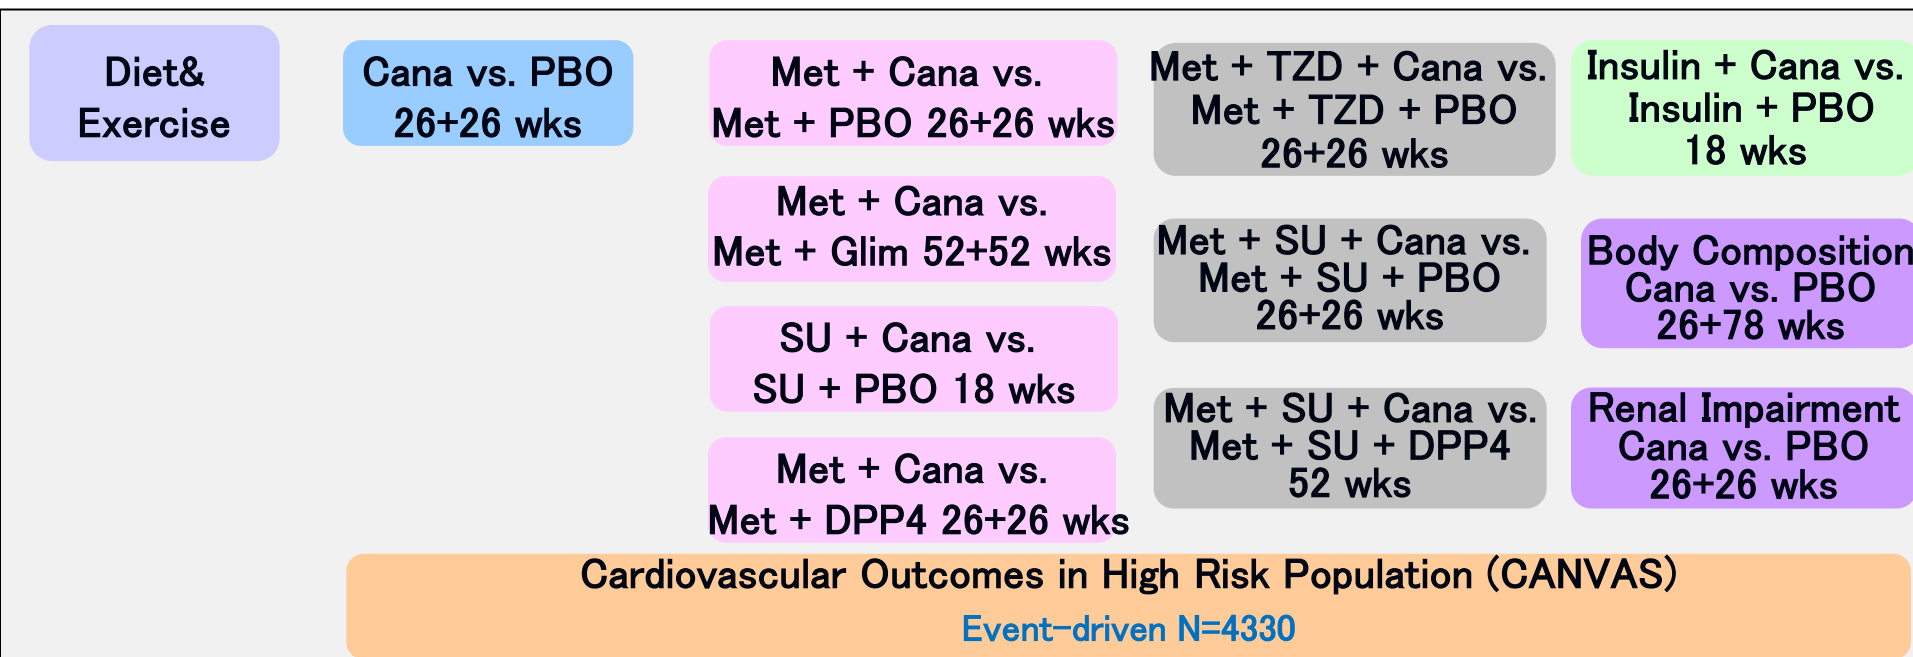 Diet&
Exercise
Cana vs. PBO
26+26 wks
Met + Cana vs.
Met + PBO 26+26 wks
Met + Cana vs.
Met + Glim 52+52 wks
SU + Cana vs.
SU + PBO 18 wks
Met + Cana vs.
Met + DPP4 26+26 wks
Met + TZD + Cana vs.
Met + TZD + PBO
26+26 wks
Met + SU + Cana vs.
Met + SU + PBO
26+26 wks
Met + SU + Cana vs.
Met + SU + DPP4
52 wks
Insulin + Cana vs.
Insulin + PBO
18 wks
Body Composition
Cana vs. PBO
26+78 wks
Renal Impairment
Cana vs. PBO
26+26 wks
Cardiovascular Outcomes in High Risk Population (CANVAS)
Event-driven N=4330